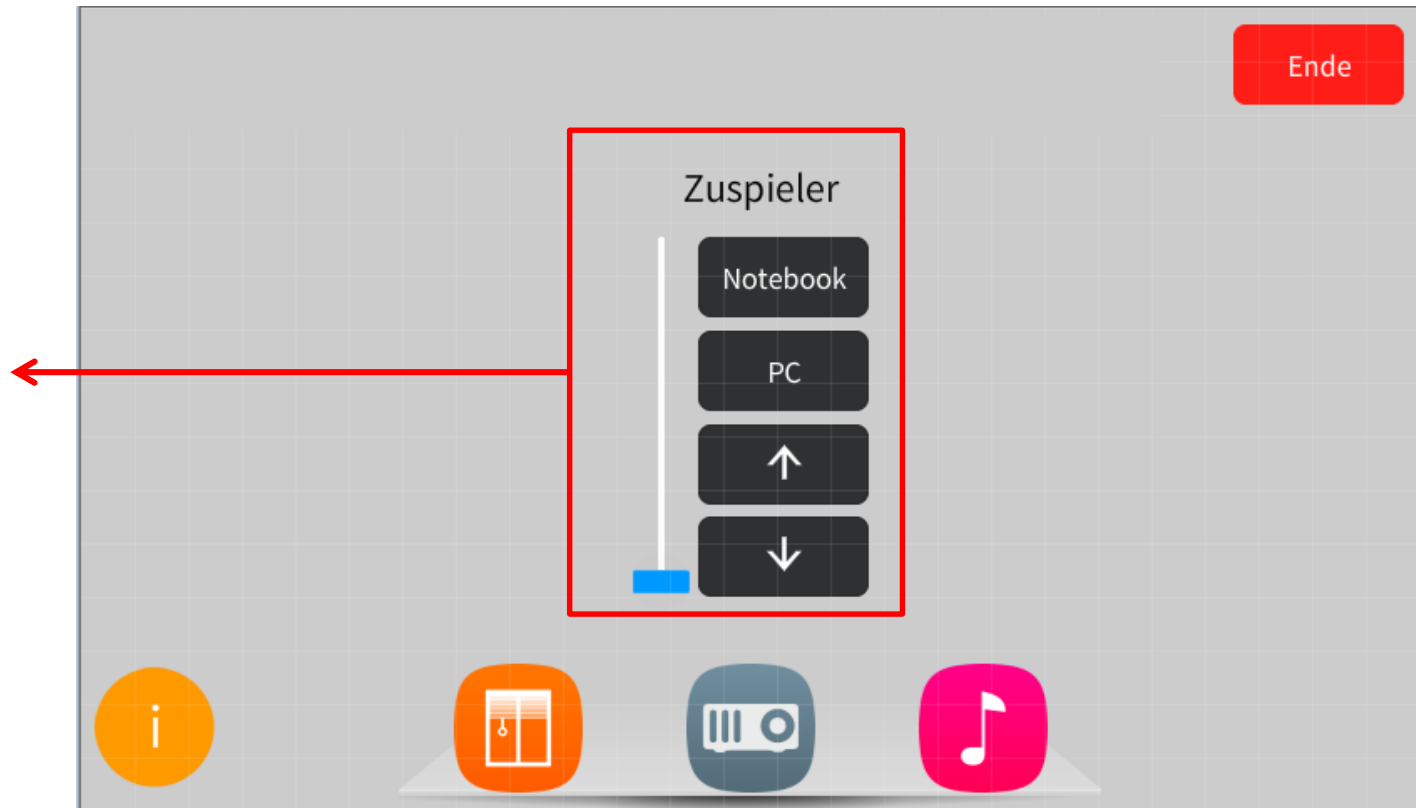 Ende
Zuspieler
Notebook
PC
↑
↓
i